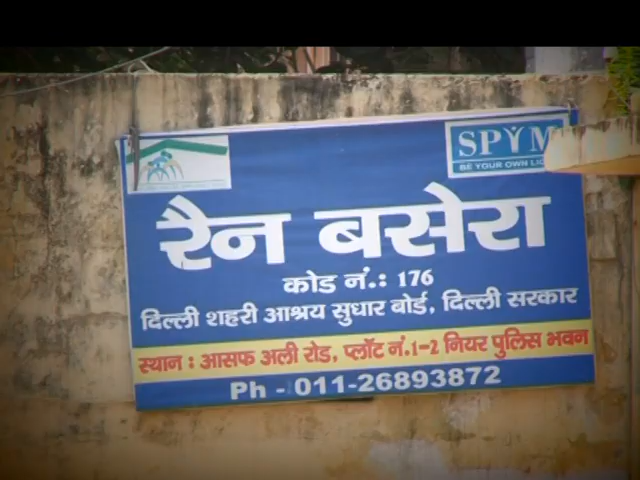 SPYM
BE YOUR OWN
रैन बसेरा
कोड नं.: 176
दिल्ली शहरी आश्रय सुधार बोर्ड, दिल्ली सरकार
स्थान : आसफ अली रोड, प्लॉट नं.1-2 नियर पुलिस भवन
Ph - 011-26893872